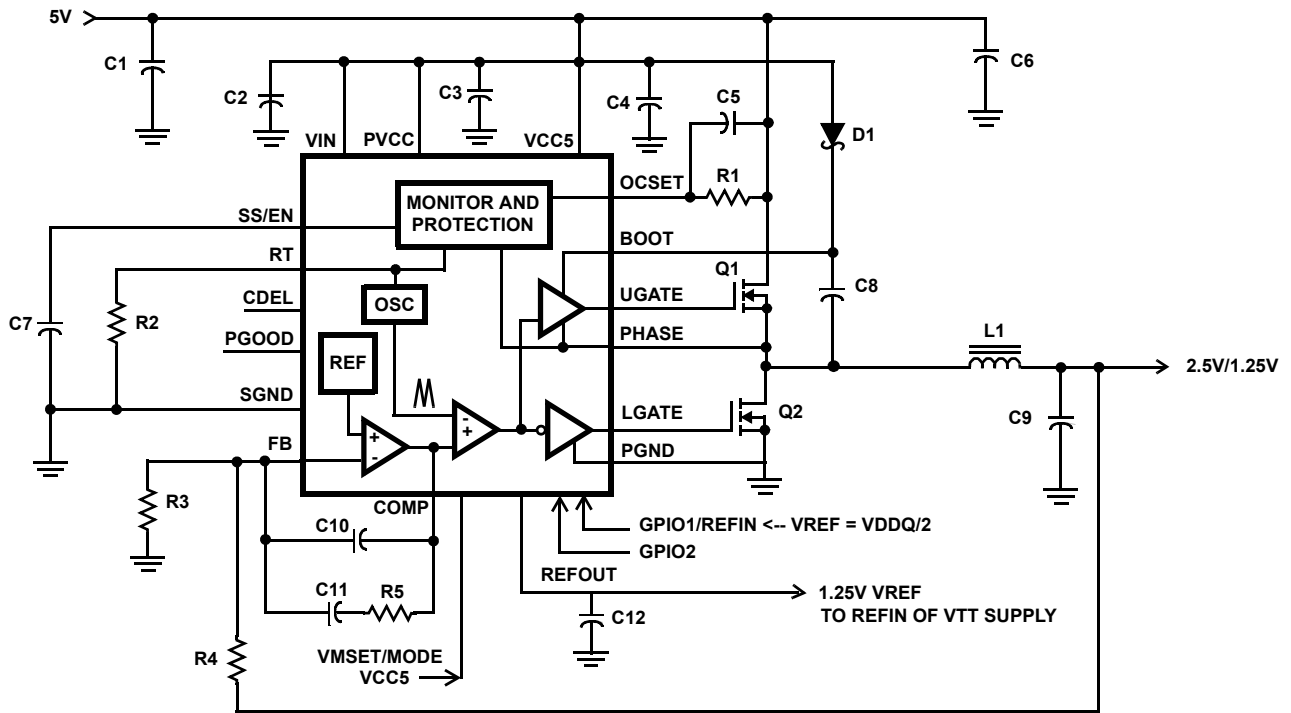 5V
C1
C2
C3
C4
C5
C6
VIN
PVCC
VCC5
D1
OCSET
R1
MONITOR AND
PROTECTION
SS/EN
BOOT
RT
Q1
CDEL
OSC
UGATE
C8
C7
R2
PGOOD
PHASE
L1
REF
2.5V/1.25V
SGND
LGATE
Q2
C9
+
-
-
+
FB
PGND
R3
COMP
C10
GPIO1/REFIN <-- VREF = VDDQ/2
GPIO2
C11
R5
REFOUT
1.25V VREF
TO REFIN OF VTT SUPPLY
C12
R4
VMSET/MODE
VCC5